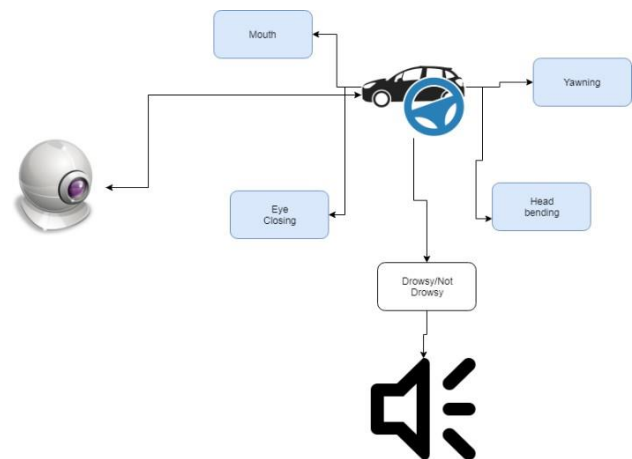 Mouth
Yawning
Eye
Closing
Head
bending
Drowsy/Not
Drowsy